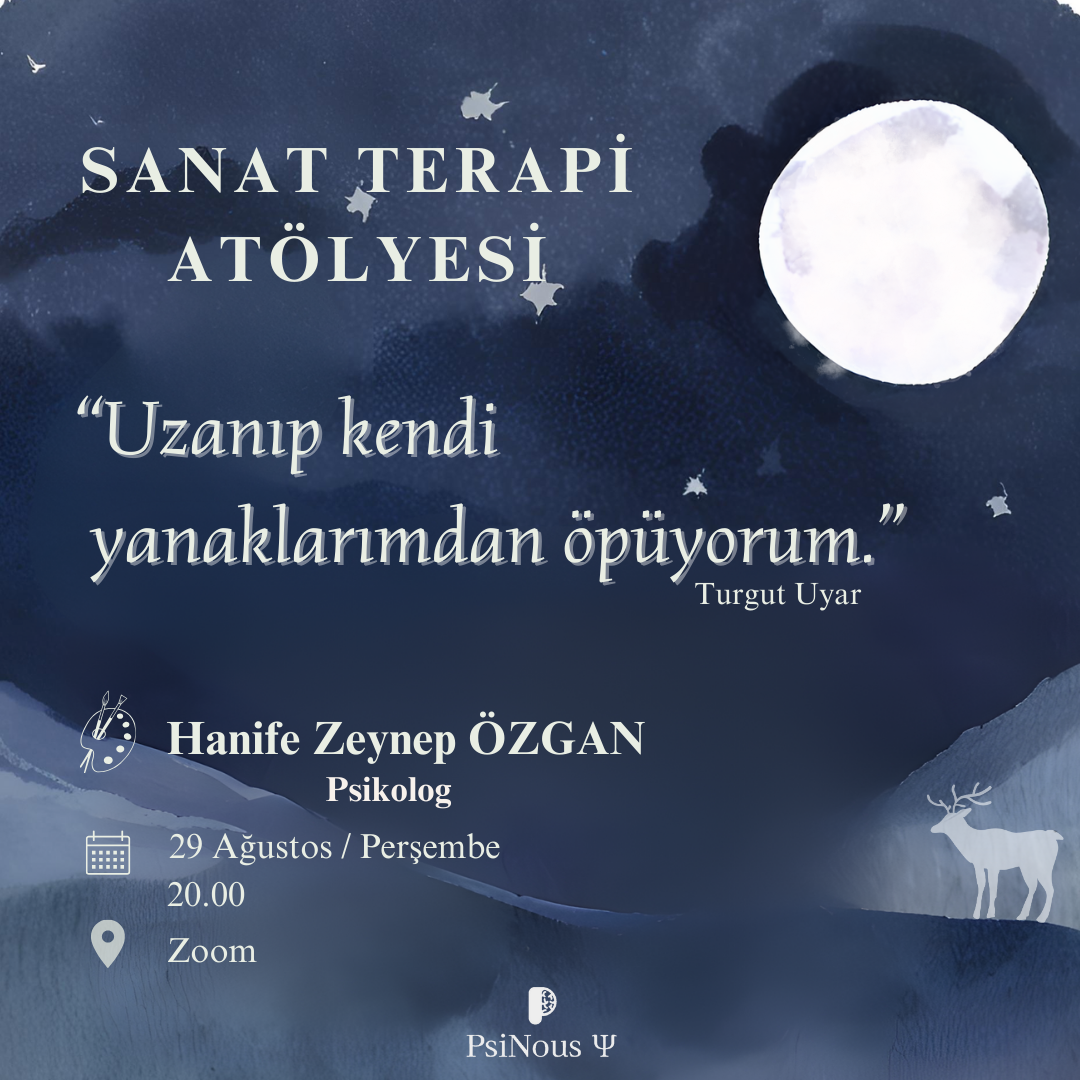 SANAT TERAPİ
ATÖLYESİ
“Uzanıp kendi
yanaklarımdan öpüyorum.”
Turgut Uyar
Hanife Zeynep ÖZGAN
Psikolog
29 Ağustos / Perşembe
20.00
Zoom
PsiNous Ψ